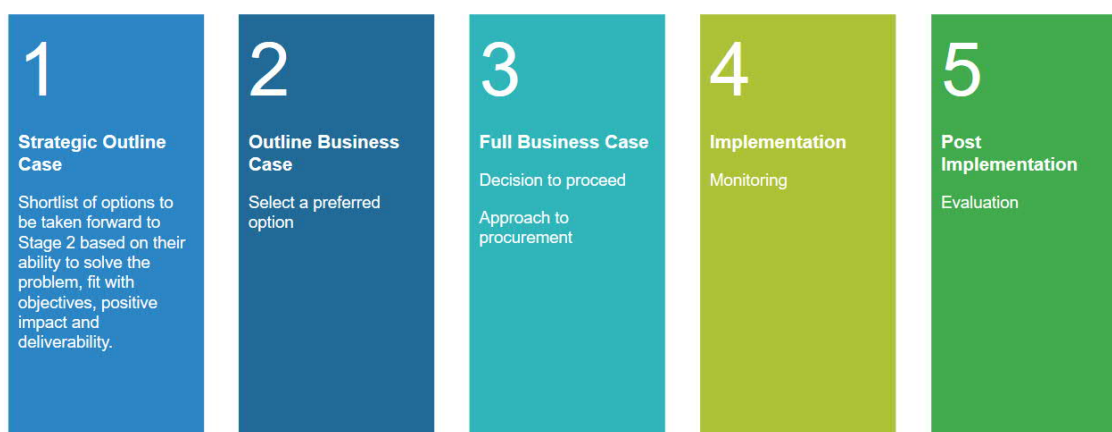 1
Strategic Outline
Case
Shortlist of options to
be taken forward to
Stage 2 based on their
ability to solve the
problem, fit with
objectives, positive
impact and
deliverability.
2
Outline Business
Case
Select a preferred
option
3
Full Business Case
Decision to proceed
Approach to
procurement
4
Implementation
Monitoring
5
Post
Implementation
Evaluation